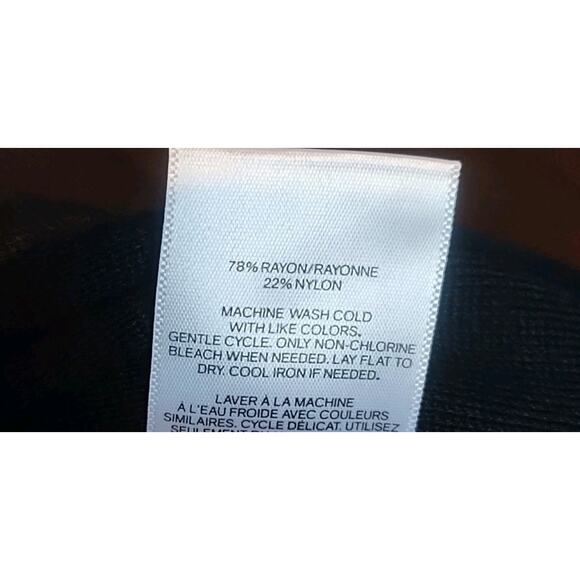 78% RAYON/RAYONNE
22% NYLON
MACHINE WASH COLD
WITH LIKE COLORS.
GENTLE CYCLE. ONLY NON-CHLORINE
BLEACH WHEN NEEDED. LAY FLAT TO
DRY. COOL IRON IF NEEDED.
LAVER À LA MACHINE
À L'EAU FROIDE AVEC COULEURS
SIMILAIRES. CYCLE DÉLICAT. UTILISEZ
SEULEMENT